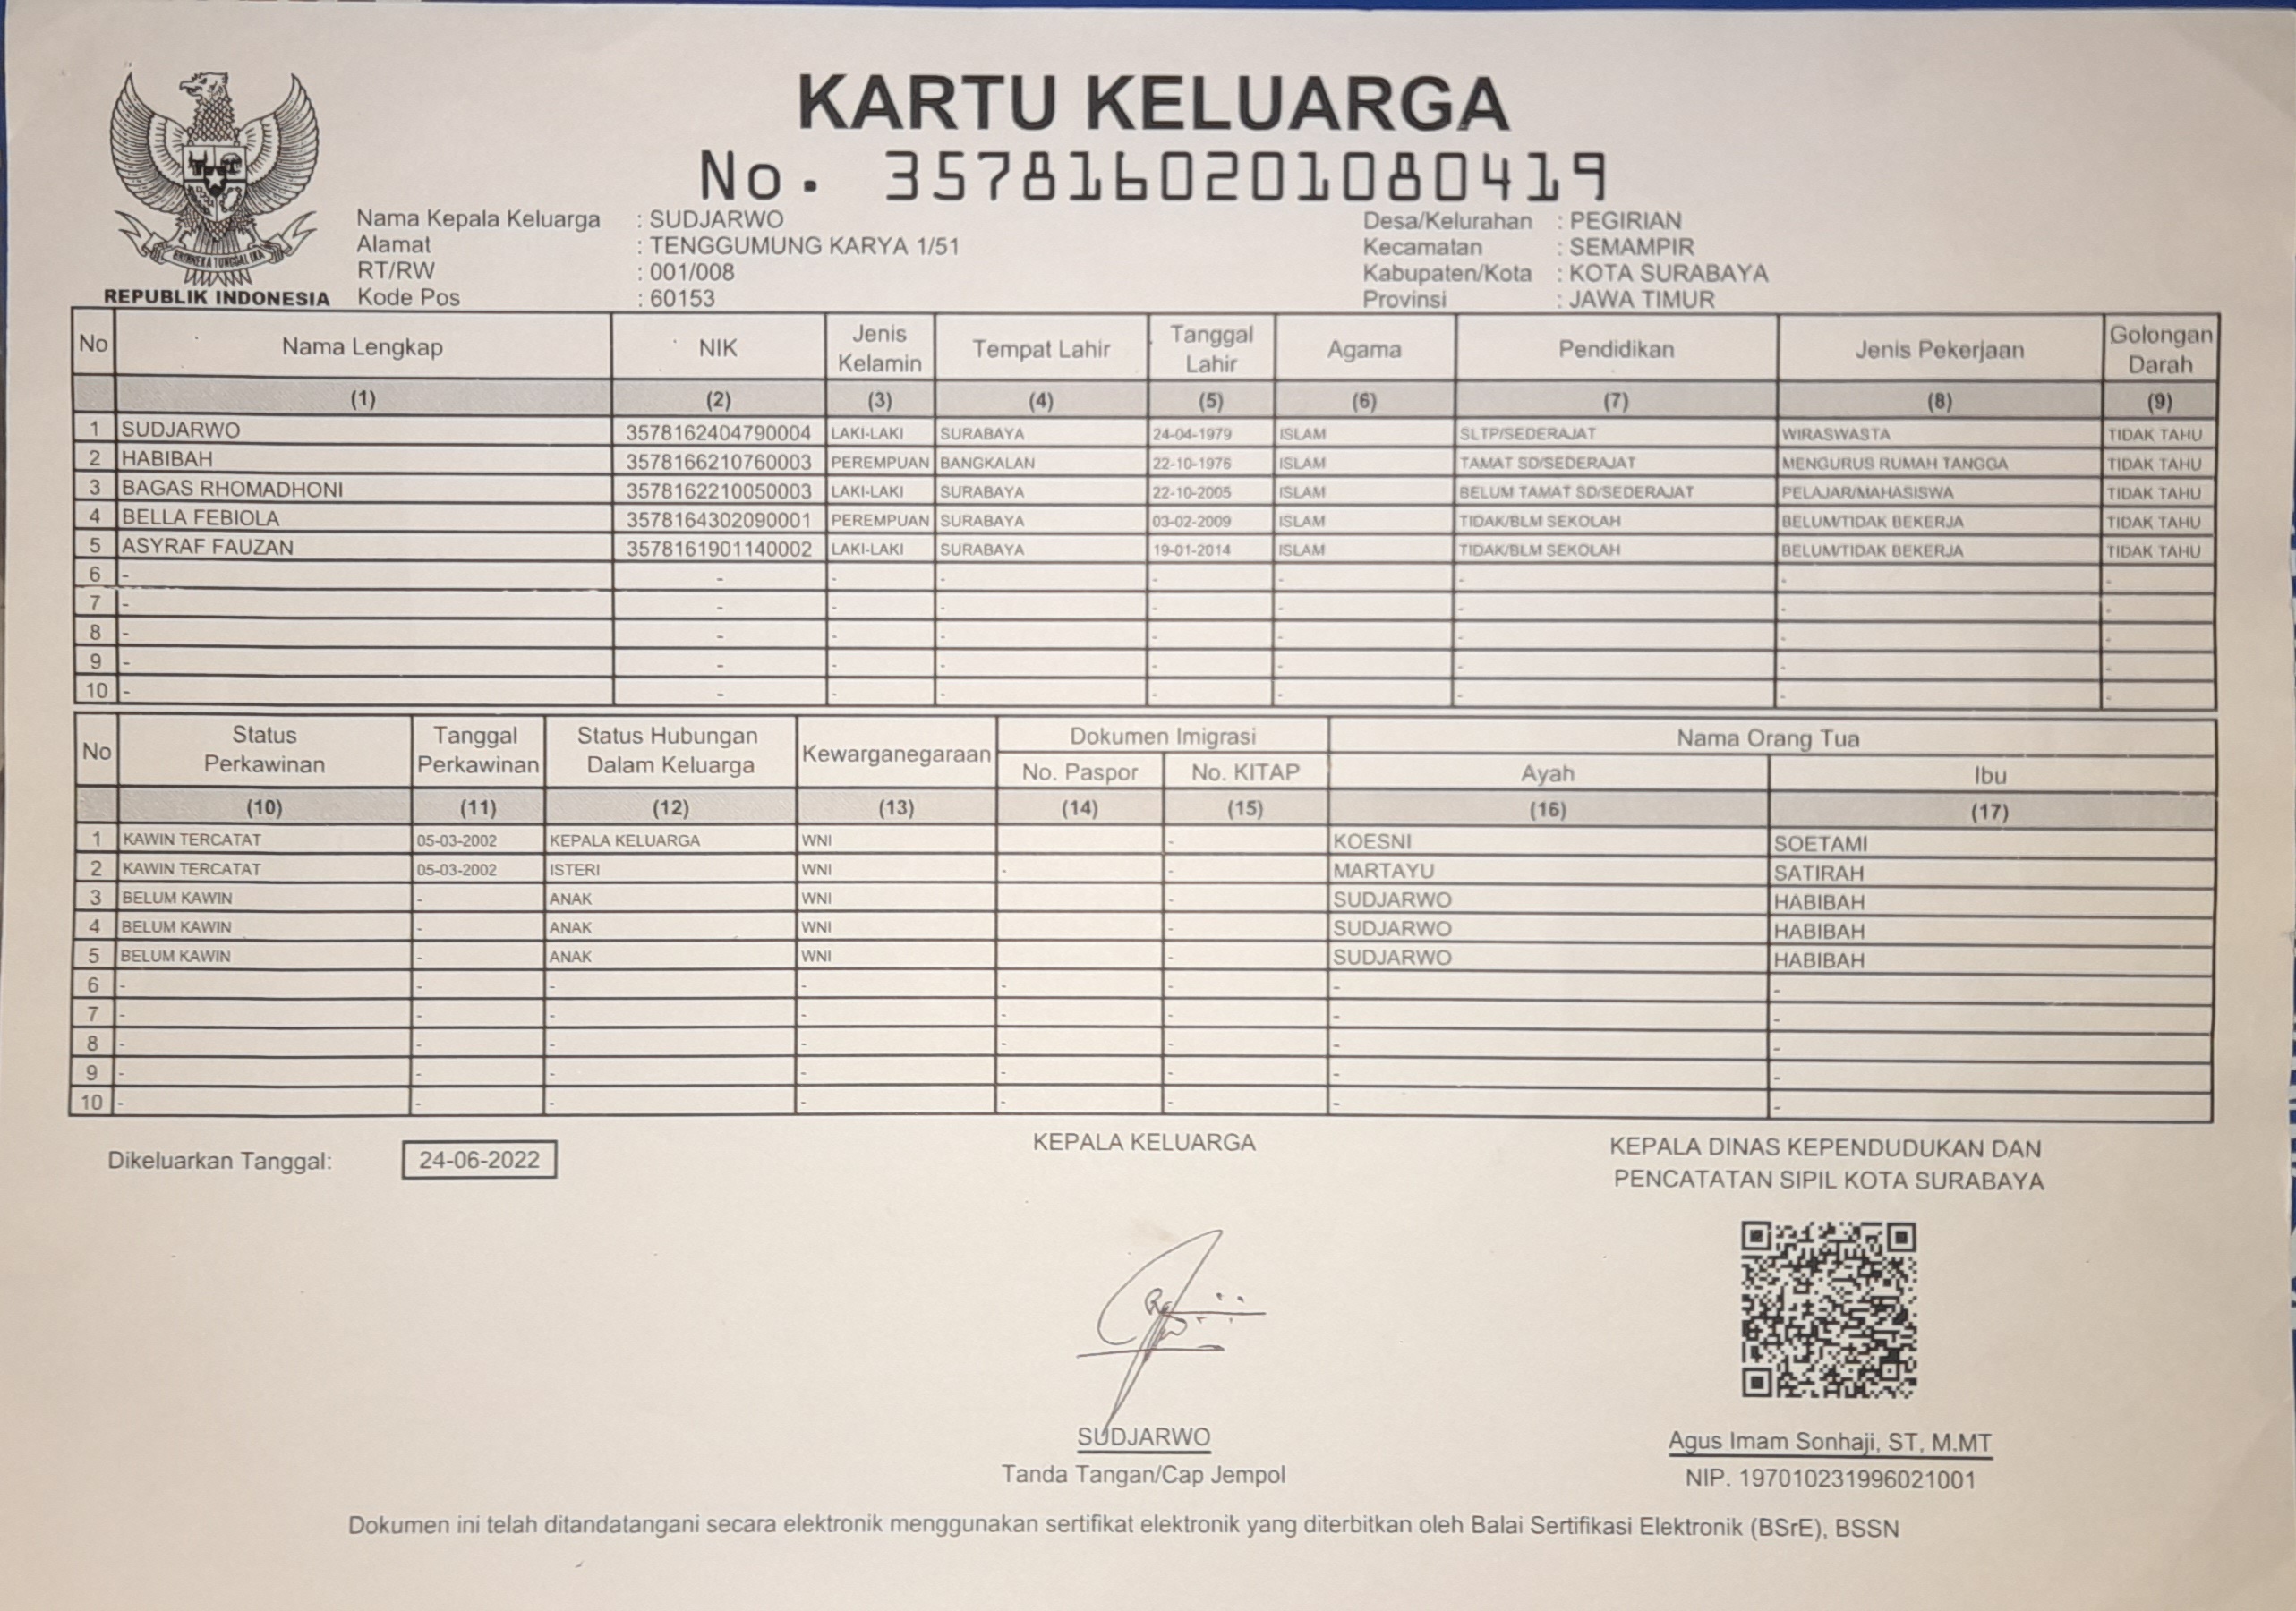 KARTU KELUARGA
No. 3578160201080419
BHINNEKA TUNGGAL IKA
REPUBLIK INDONESIA
Nama Kepala Keluarga : SUDJARWO
Alamat : TENGGUMUNG KARYA 1/51
RT/RW : 001/008
Kode Pos : 60153
Desa/Kelurahan : PEGIRIAN
Kecamatan : SEMAMPIR
Kabupaten/Kota : KOTA SURABAYA
Provinsi : JAWA TIMUR
No Nama Lengkap NIK Jenis Kelamin Tempat Lahir Tanggal Lahir Agama Pendidikan Jenis Pekerjaan Golongan Darah
(1) (2) (3) (4) (5) (6) (7) (8) (9)
1 SUDJARWO 3578162404790004 LAKI-LAKI SURABAYA 24-04-1979 ISLAM SLTP/SEDERAJAT WIRASWASTA TIDAK TAHU
2 HABIBAH 3578166210760003 PEREMPUAN BANGKALAN 22-10-1976 ISLAM TAMAT SD/SEDERAJAT MENGURUS RUMAH TANGGA TIDAK TAHU
3 BAGAS RHOMADHONI 3578162210050003 LAKI-LAKI SURABAYA 22-10-2005 ISLAM BELUM TAMAT SD/SEDERAJAT PELAJAR/MAHASISWA TIDAK TAHU
4 BELLA FEBIOLA 3578164302090001 PEREMPUAN SURABAYA 03-02-2009 ISLAM TIDAK/BLM SEKOLAH BELUM/TIDAK BEKERJA TIDAK TAHU
5 ASYRAF FAUZAN 3578161901140002 LAKI-LAKI SURABAYA 19-01-2014 ISLAM TIDAK/BLM SEKOLAH BELUM/TIDAK BEKERJA TIDAK TAHU
6 - - - - - - - - -
7 - - - - - - - - -
8 - - - - - - - - -
9 - - - - - - - - -
10 - - - - - - - - -
No Status Perkawinan Tanggal Perkawinan Status Hubungan Dalam Keluarga Kewarganegaraan Dokumen Imigrasi Nama Orang Tua
No. Paspor No. KITAP Ayah Ibu
(10) (11) (12) (13) (14) (15) (16) (17)
1 KAWIN TERCATAT 05-03-2002 KEPALA KELUARGA WNI - KOESNI SOETAMI
2 KAWIN TERCATAT 05-03-2002 ISTERI WNI - - MARTAYU SATIRAH
3 BELUM KAWIN - ANAK WNI - SUDJARWO HABIBAH
4 BELUM KAWIN - ANAK WNI - SUDJARWO HABIBAH
5 BELUM KAWIN - ANAK WNI - SUDJARWO HABIBAH
6 - - - - - - - -
7 - - - - - - - -
8 - - - - - - - -
9 - - - - - - - -
10 - - - - - - - -
Dikeluarkan Tanggal: 24-06-2022
KEPALA KELUARGA
SUDJARWO
Tanda Tangan/Cap Jempol
KEPALA DINAS KEPENDUDUKAN DAN
PENCATATAN SIPIL KOTA SURABAYA
Agus Imam Sonhaji, ST, M.MT
NIP. 197010231996021001
Dokumen ini telah ditandatangani secara elektronik menggunakan sertifikat elektronik yang diterbitkan oleh Balai Sertifikasi Elektronik (BSrE), BSSN